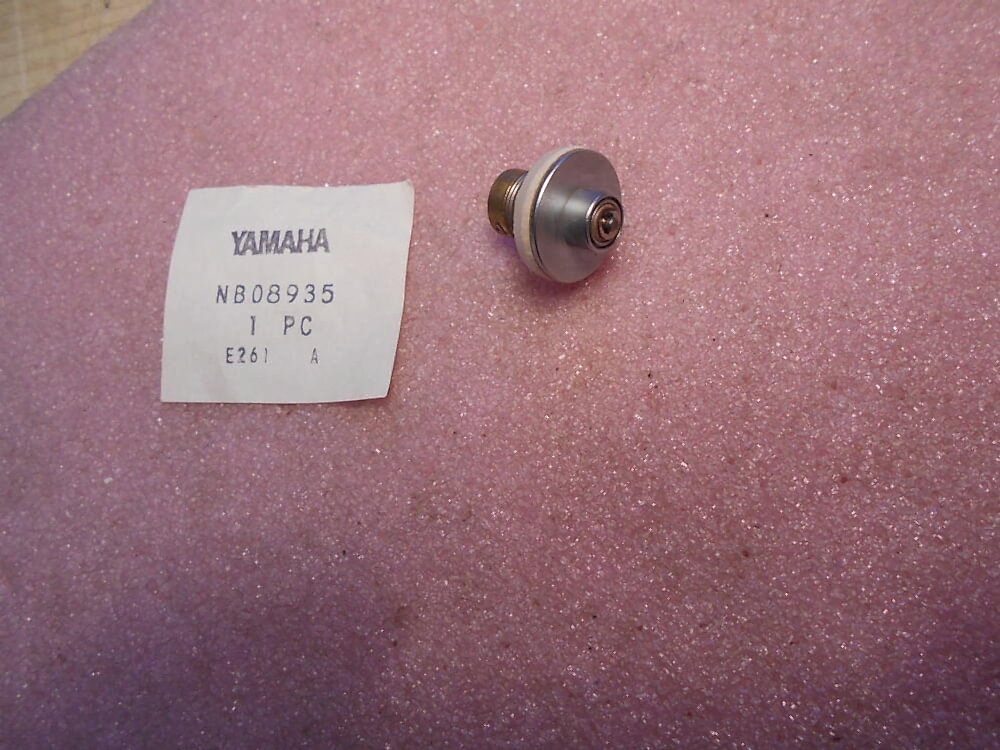 YAMAHA
NB08935
1 PC
E261 A